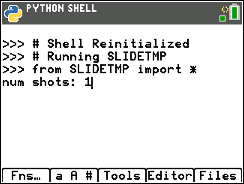 PYTHON SHELL
>>> # Shell Reinitialized
>>> # Running SLIDETMP
>>> from SLIDETMP import *
num shots: 1
Fns… a A # Tools Editor Files